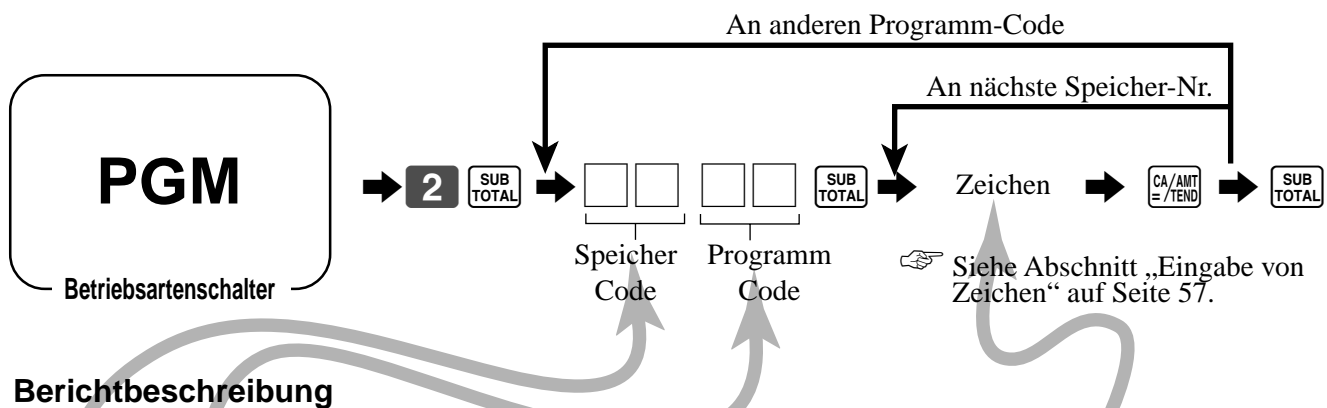 An anderen Programm-Code
An nächste Speicher-Nr.
PGM
2 SUB TOTAL SUB TOTAL Zeichen CA/AMT = /TEND SUB TOTAL
Speicher Code
Programm Code
☞ Siehe Abschnitt „Eingabe von
Zeichen“ auf Seite 57.
Betriebsartenschalter
Berichtbeschreibung